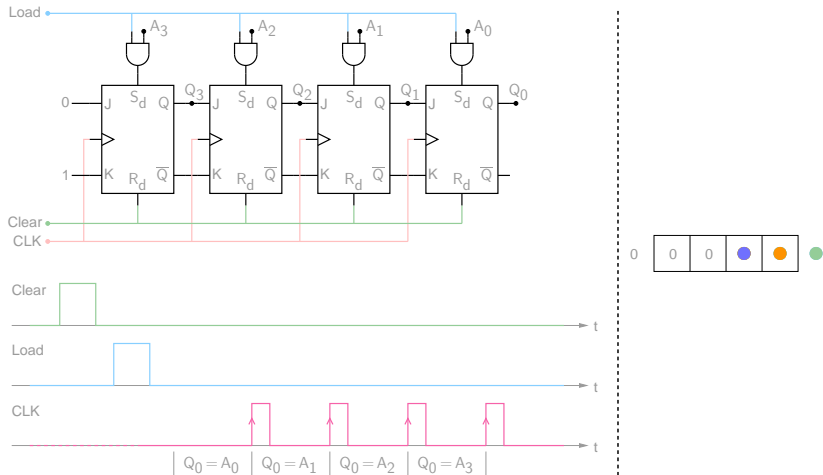 Load
A3 A2 A1 A0
Sd Sd Sd Sd
0 J Q Q3 J Q Q2 J Q Q1 J Q Q0
1 K Q̅ K Q̅ K Q̅ K Q̅
Rd Rd Rd Rd
Clear
CLK
0 0 0
Clear
t
Load
t
CLK
t
Q0 = A0 Q0 = A1 Q0 = A2 Q0 = A3